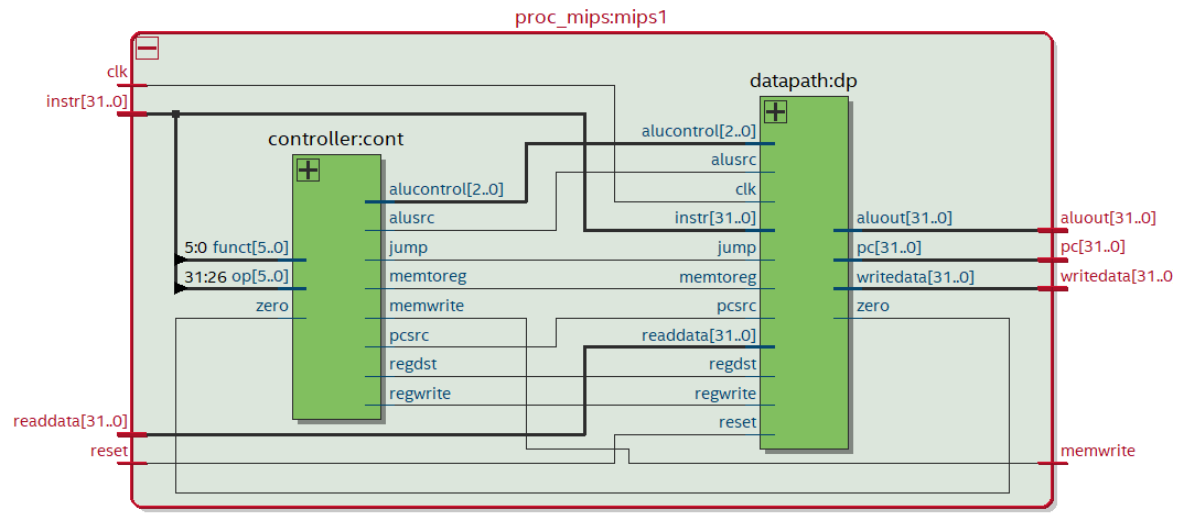 proc_mips:mips1
clk
instr[31..0]
controller:cont
5:0 funct[5..0]
31:26 op[5..0]
zero
alucontrol[2..0]
alusrc
jump
memtoreg
memwrite
pcsrc
regdst
regwrite
datapath:dp
alucontrol[2..0]
alusrc
clk
instr[31..0]
jump
memtoreg
pcsrc
readdata[31..0]
regdst
regwrite
reset
aluout[31..0]
pc[31..0]
writedata[31..0]
zero
aluout[31..0]
pc[31..0]
writedata[31..0
readdata[31..0]
reset
memwrite